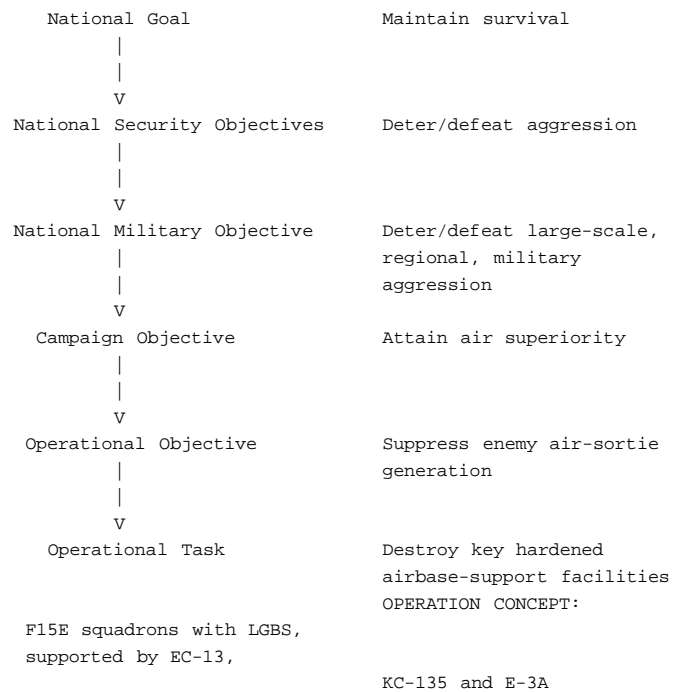 National Goal Maintain survival
|
|
V
National Security Objectives Deter/defeat aggression
|
|
V
National Military Objective Deter/defeat large-scale,
| regional, military
| aggression
V
Campaign Objective Attain air superiority
|
|
V
Operational Objective Suppress enemy air-sortie
| generation
|
V
Operational Task Destroy key hardened
airbase-support facilities
OPERATION CONCEPT:
F15E squadrons with LGBS,
supported by EC-13,
KC-135 and E-3A